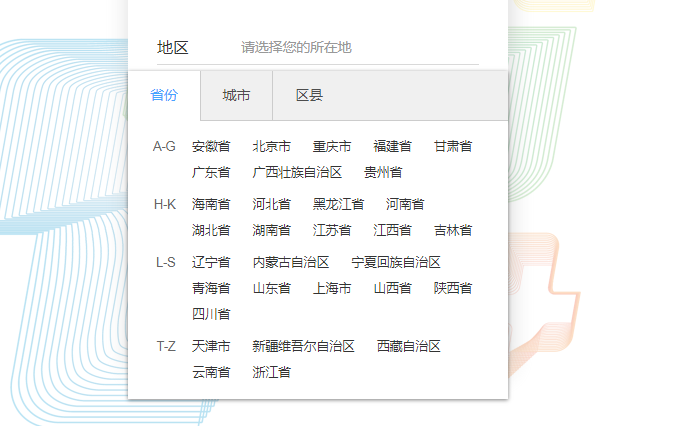 地区 请选择您的所在地
省份 城市 区县
A-G 安徽省 北京市 重庆市 福建省 甘肃省
广东省 广西壮族自治区 贵州省
H-K 海南省 河北省 黑龙江省 河南省
湖北省 湖南省 江苏省 江西省 吉林省
L-S 辽宁省 内蒙古自治区 宁夏回族自治区
青海省 山东省 上海市 山西省 陕西省
四川省
T-Z 天津市 新疆维吾尔自治区 西藏自治区
云南省 浙江省